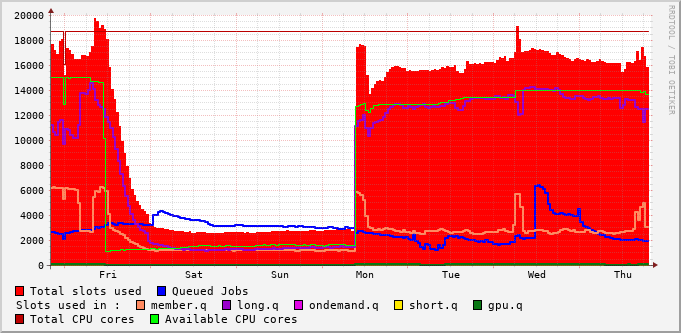 20000
18000
16000
14000
12000
10000
8000
6000
4000
2000
0
Fri Sat Sun Mon Tue Wed Thu
Total slots used Queued Jobs
Slots used in : member.q long.q ondemand.q short.q gpu.q
Total CPU cores Available CPU cores
RRDTOOL / TOBI OETIKER